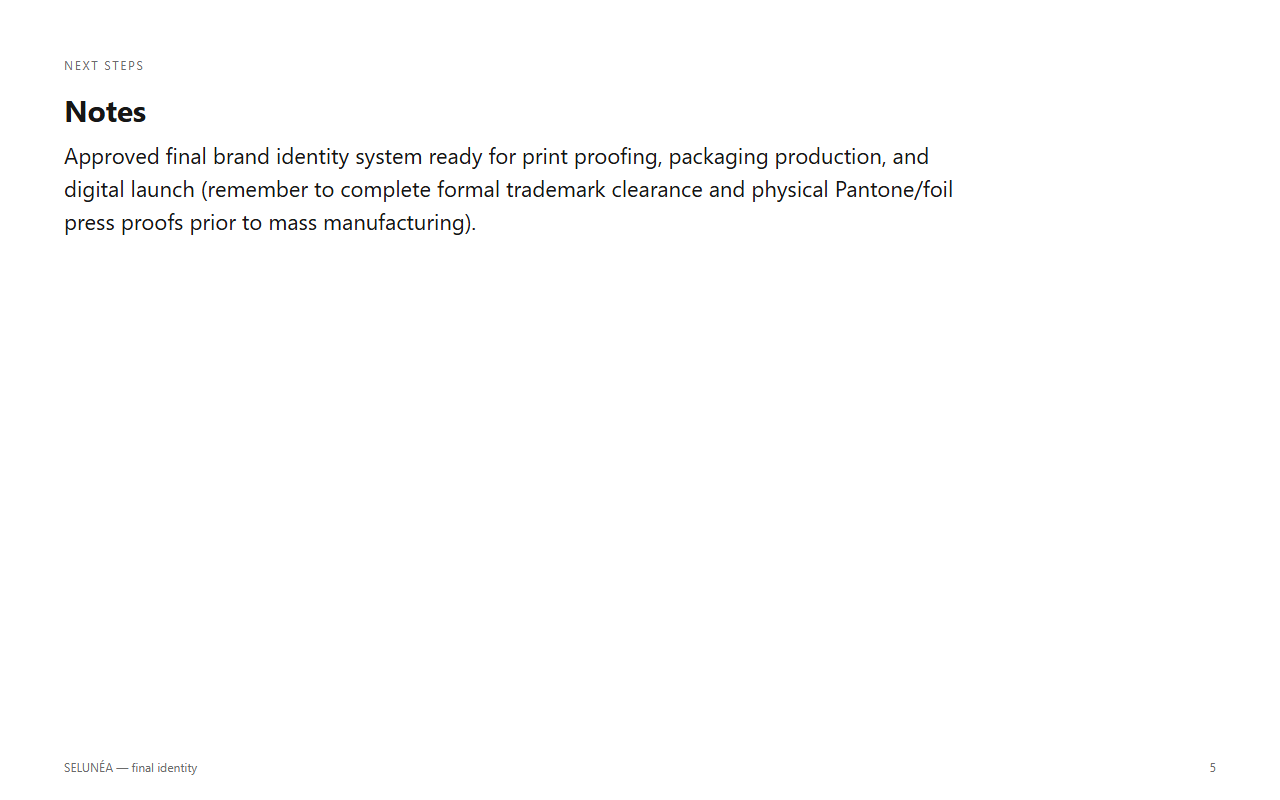 NEXT STEPS
Notes
Approved final brand identity system ready for print proofing, packaging production, and
digital launch (remember to complete formal trademark clearance and physical Pantone/foil
press proofs prior to mass manufacturing).
SELUNÉA — final identity
5